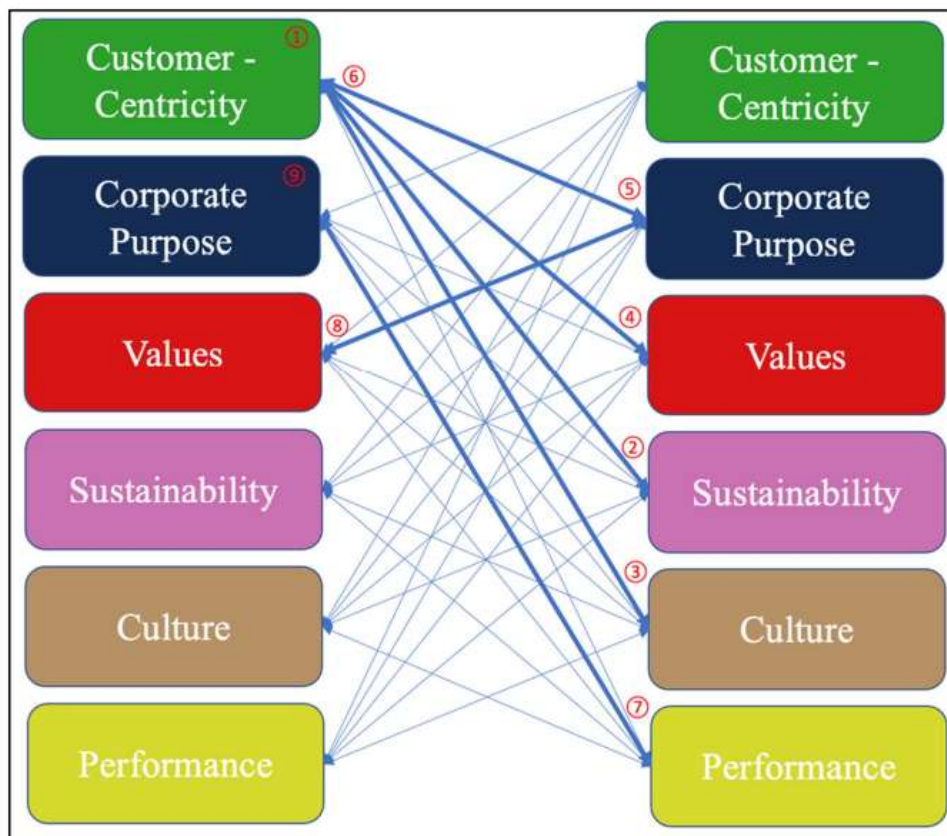 ①
Customer -
Centricity
⑥
Customer -
Centricity
⑨
Corporate
Purpose
⑤
Corporate
Purpose
⑧
Values
④
Values
Sustainability
②
Sustainability
Culture
③
Culture
Performance
⑦
Performance